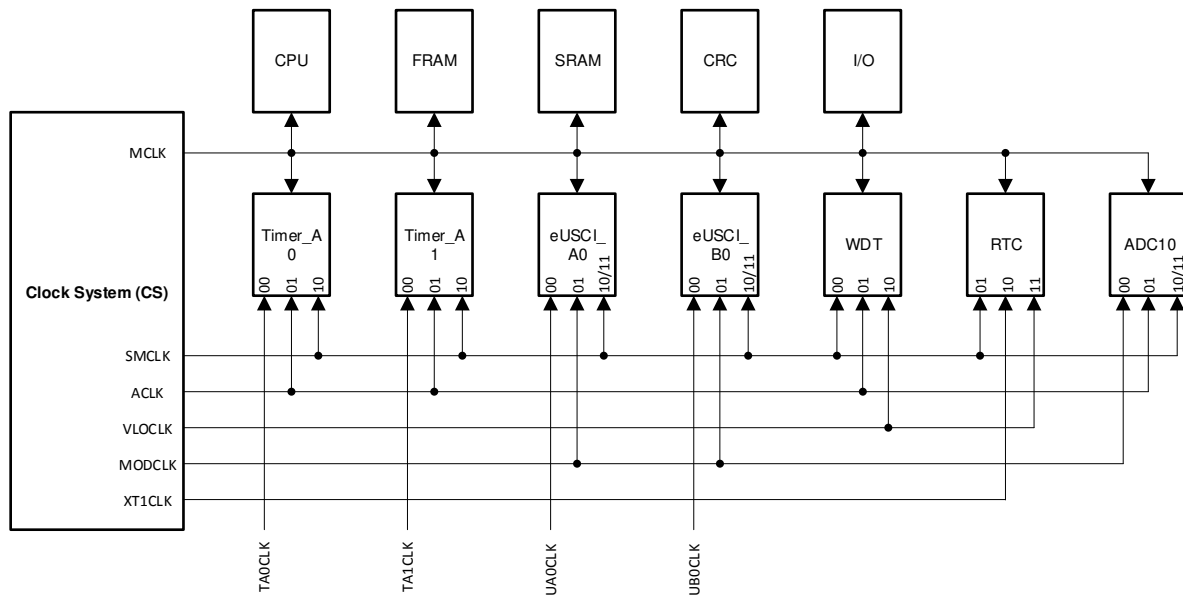 CPU
FRAM
SRAM
CRC
I/O
MCLK
Timer_A
0
Timer_A
1
eUSCI_
A0
eUSCI_
B0
WDT
RTC
ADC10
00
01
10
00
01
10
00
01
10/11
00
01
10/11
00
01
10
01
10
11
00
01
10/11
Clock System (CS)
SMCLK
ACLK
VLOCLK
MODCLK
XT1CLK
TA0CLK
TA1CLK
UA0CLK
UB0CLK